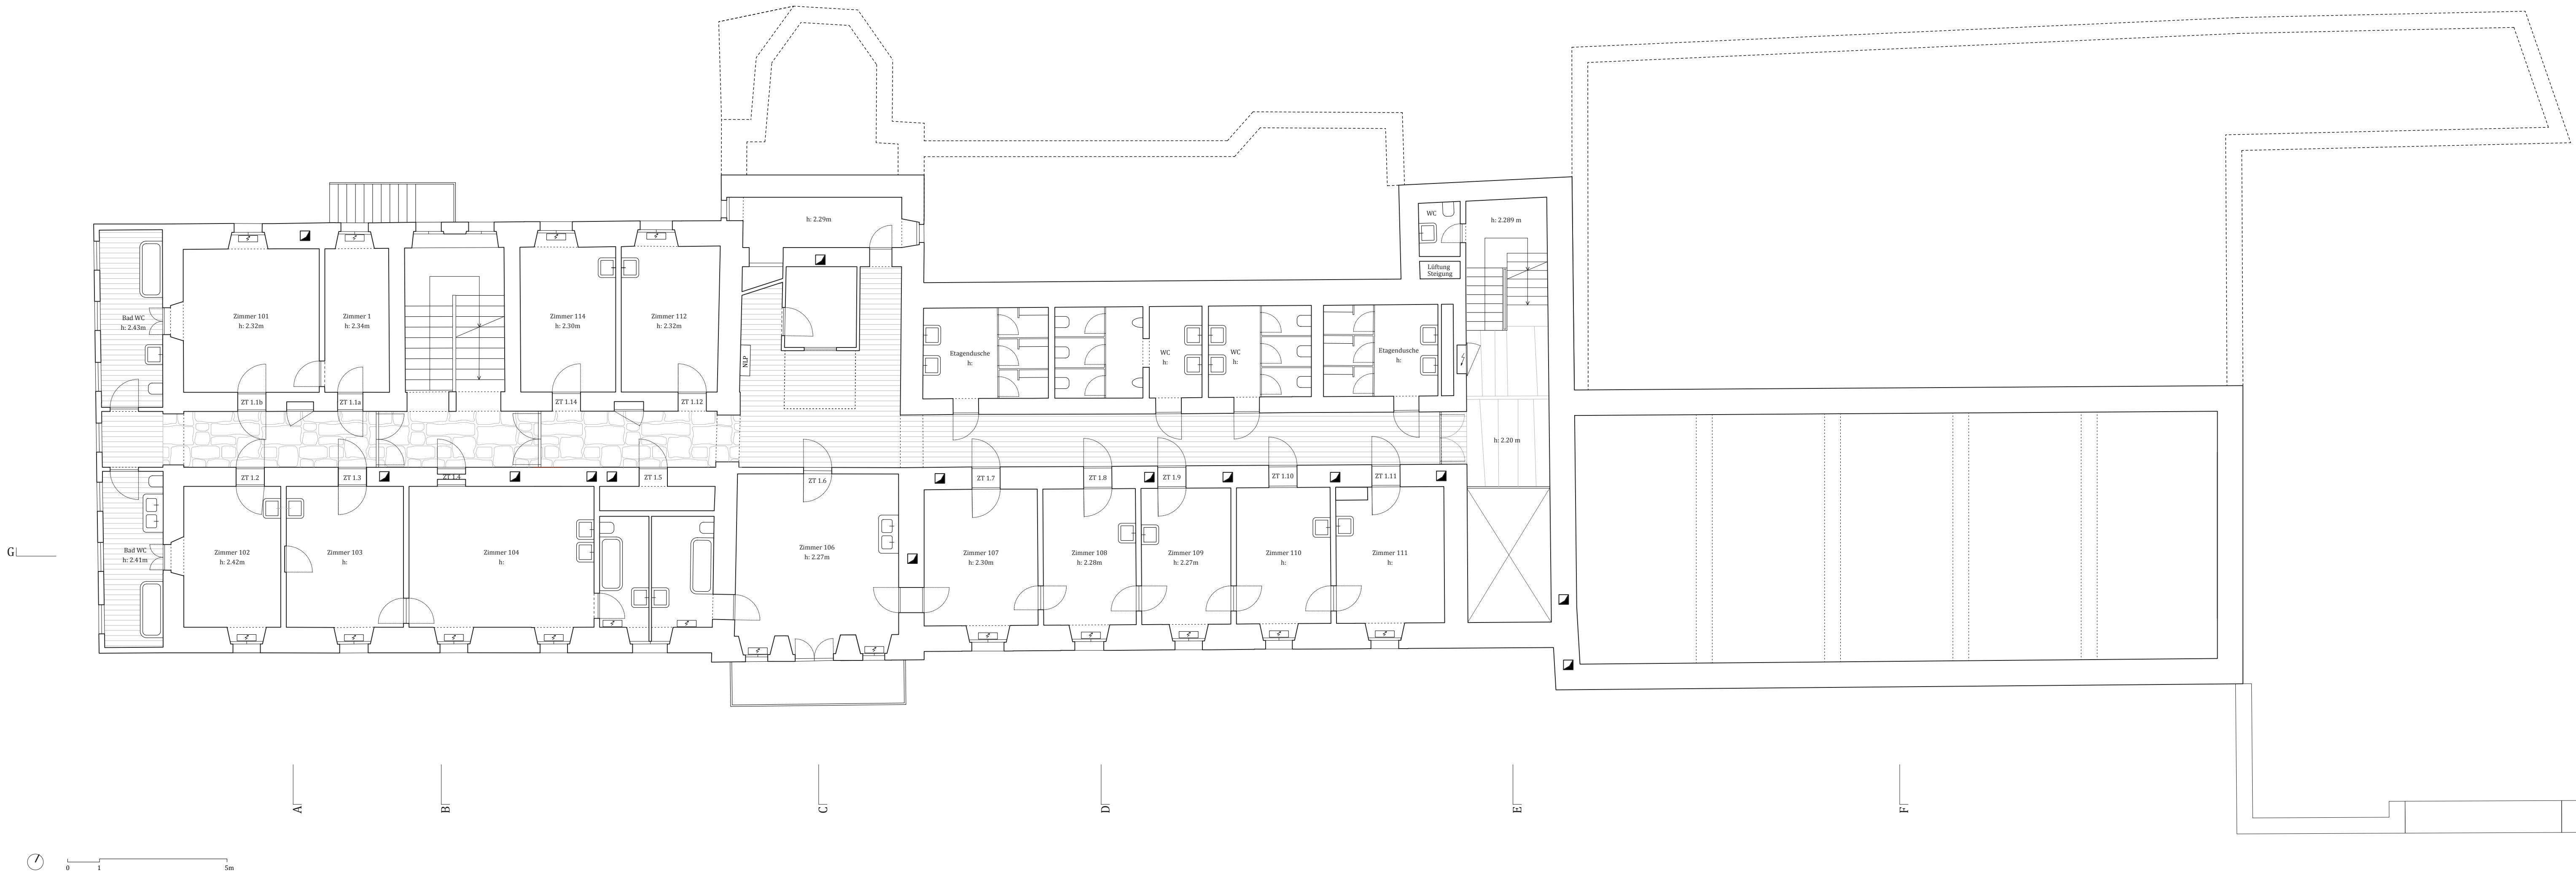 h: 2.29m
WC
h: 2.289 m
Lüftung
Steigung
Bad WC
h: 2.43m
Zimmer 101
h: 2.32m
Zimmer 1
h: 2.34m
Zimmer 114
h: 2.30m
Zimmer 112
h: 2.32m
NLP
Etagendusche
h:
WC
h:
WC
h:
Etagendusche
h:
ZT 1.1b
ZT 1.1a
ZT 1.14
ZT 1.12
h: 2.20 m
ZT 1.2
ZT 1.3
ZT 1.4
ZT 1.5
ZT 1.6
ZT 1.7
ZT 1.8
ZT 1.9
ZT 1.10
ZT 1.11
G
Bad WC
h: 2.41m
Zimmer 102
h: 2.42m
Zimmer 103
h:
Zimmer 104
h:
Zimmer 106
h: 2.27m
Zimmer 107
h: 2.30m
Zimmer 108
h: 2.28m
Zimmer 109
h: 2.27m
Zimmer 110
h:
Zimmer 111
h:
A
B
C
D
E
F
0
1
5m